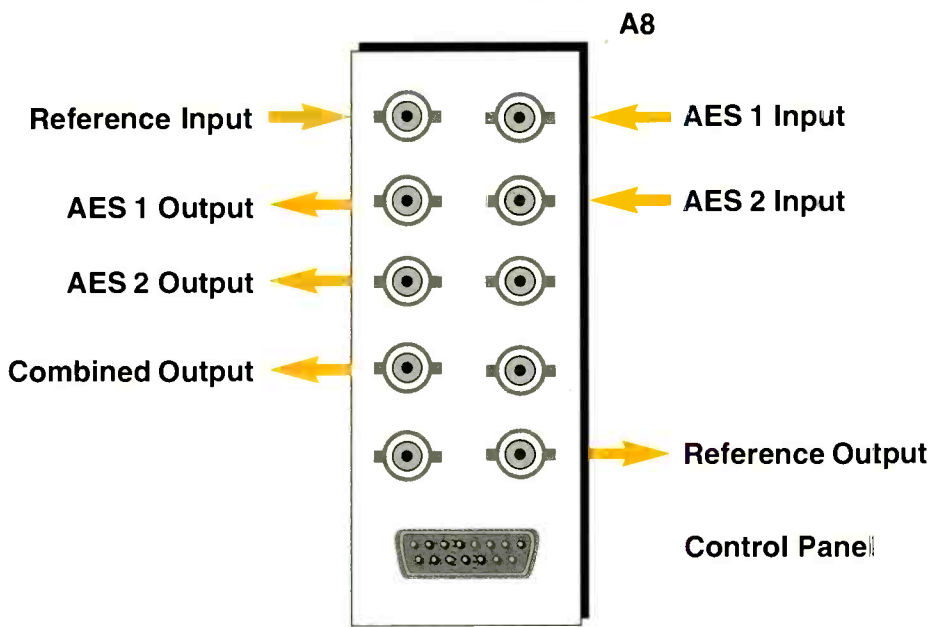 A8
Reference Input
AES 1 Input
AES 1 Output
AES 2 Input
AES 2 Output
Combined Output
Reference Output
Control Panel